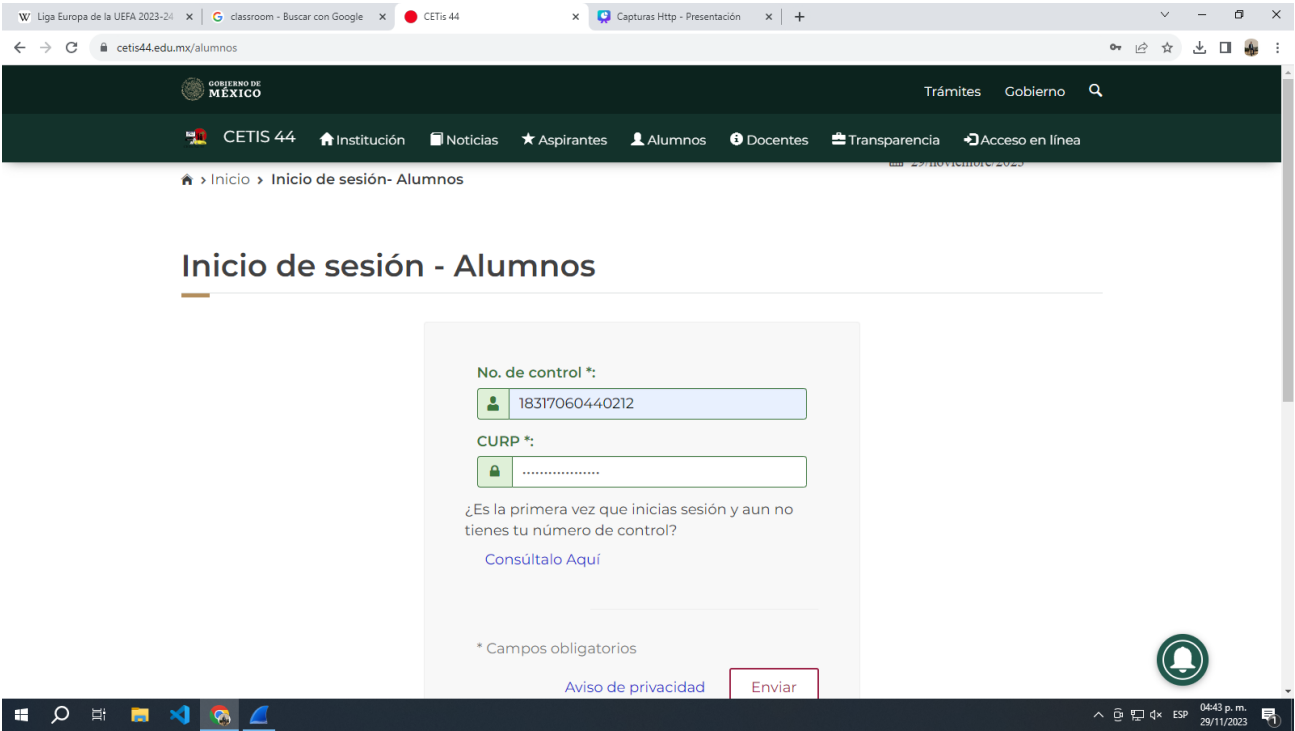 Liga Europa de la UEFA 2023-24
classroom - Buscar con Google
CETis 44
Capturas Http - Presentación
cetis44.edu.mx/alumnos
GOBIERNO DE
MÉXICO
Trámites Gobierno
CETIS 44 Institución Noticias Aspirantes Alumnos Docentes Transparencia Acceso en línea
29/noviembre/2023
Inicio > Inicio de sesión- Alumnos
Inicio de sesión - Alumnos
No. de control *:
18317060440212
CURP *:
..................
¿Es la primera vez que inicias sesión y aun no
tienes tu número de control?
Consúltalo Aquí
* Campos obligatorios
Aviso de privacidad
Enviar
ESP
04:43 p. m.
29/11/2023